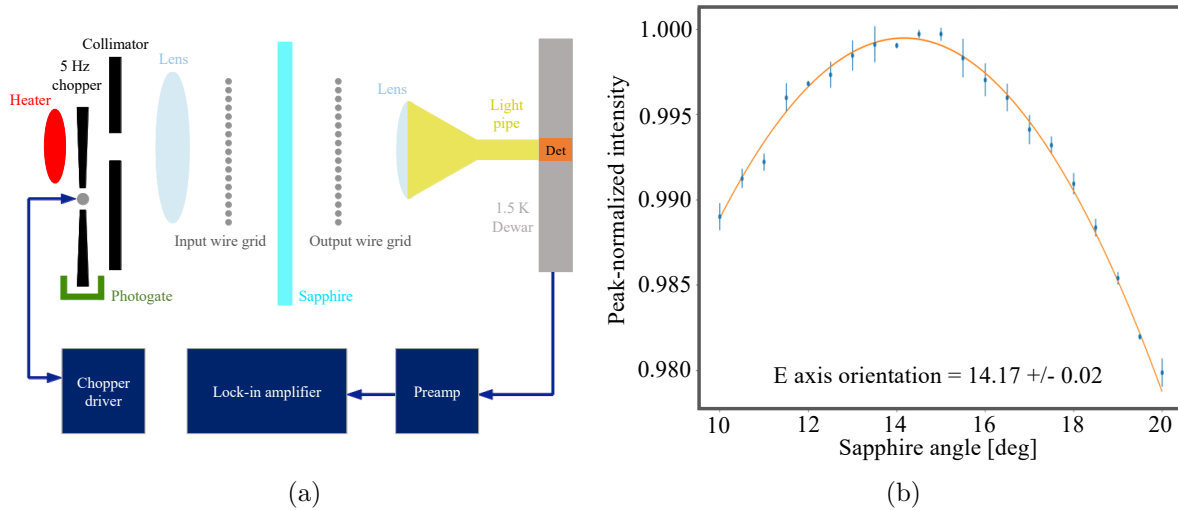 Collimator
5 Hz
chopper
Heater
Lens
Lens
Light
pipe
Det
1.5 K
Dewar
Input wire grid
Output wire grid
Photogate
Sapphire
Chopper
driver
Lock-in amplifier
Preamp
(a)
Peak-normalized intensity
1.000
0.995
0.990
0.985
0.980
E axis orientation = 14.17 +/- 0.02
10 12 14 16 18 20
Sapphire angle [deg]
(b)